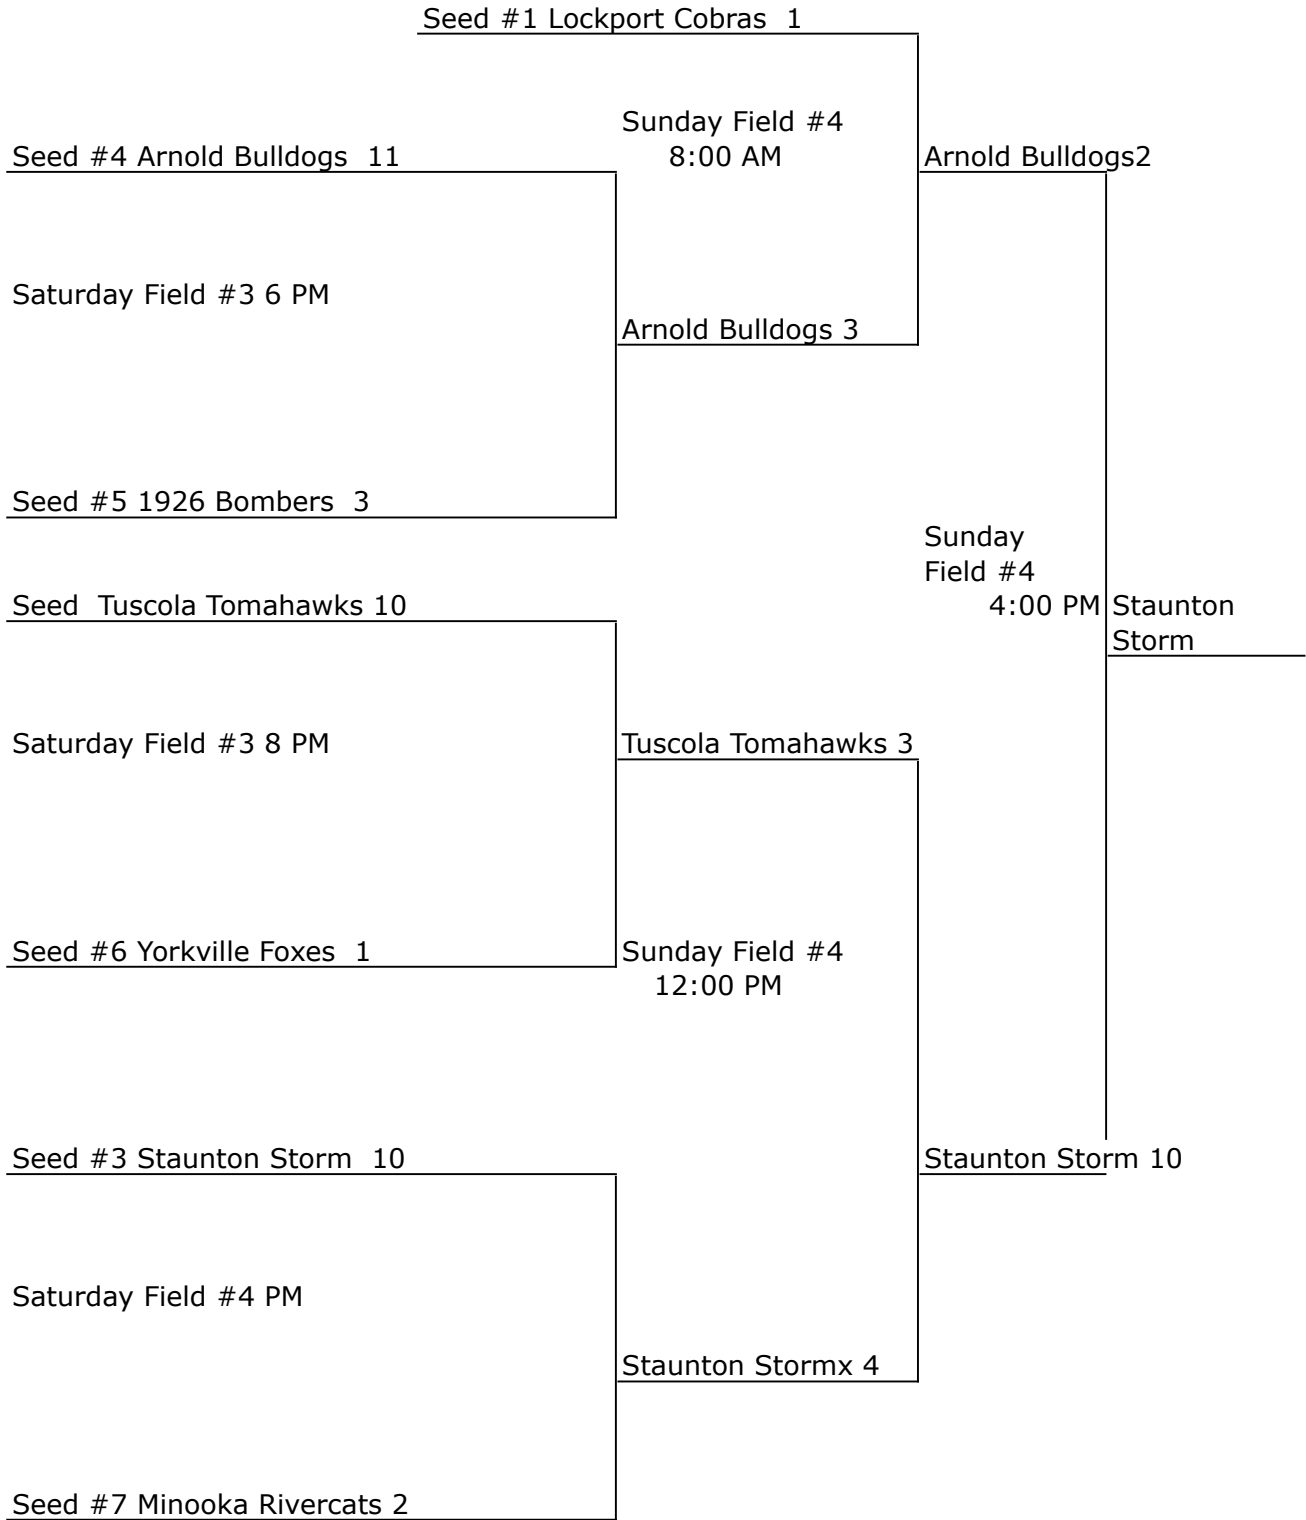 Seed #1 Lockport Cobras  1
Sunday Field #4
8:00 AM
Seed #4 Arnold Bulldogs  11
Arnold Bulldogs2
Saturday Field #3 6 PM
Arnold Bulldogs 3
Seed #5 1926 Bombers  3
Sunday
Field #4
4:00 PM
Seed  Tuscola Tomahawks 10
Staunton
Storm
Saturday Field #3 8 PM
Tuscola Tomahawks 3
Seed #6 Yorkville Foxes  1
Sunday Field #4
12:00 PM
Seed #3 Staunton Storm  10
Staunton Storm 10
Saturday Field #4 PM
Staunton Stormx 4
Seed #7 Minooka Rivercats 2